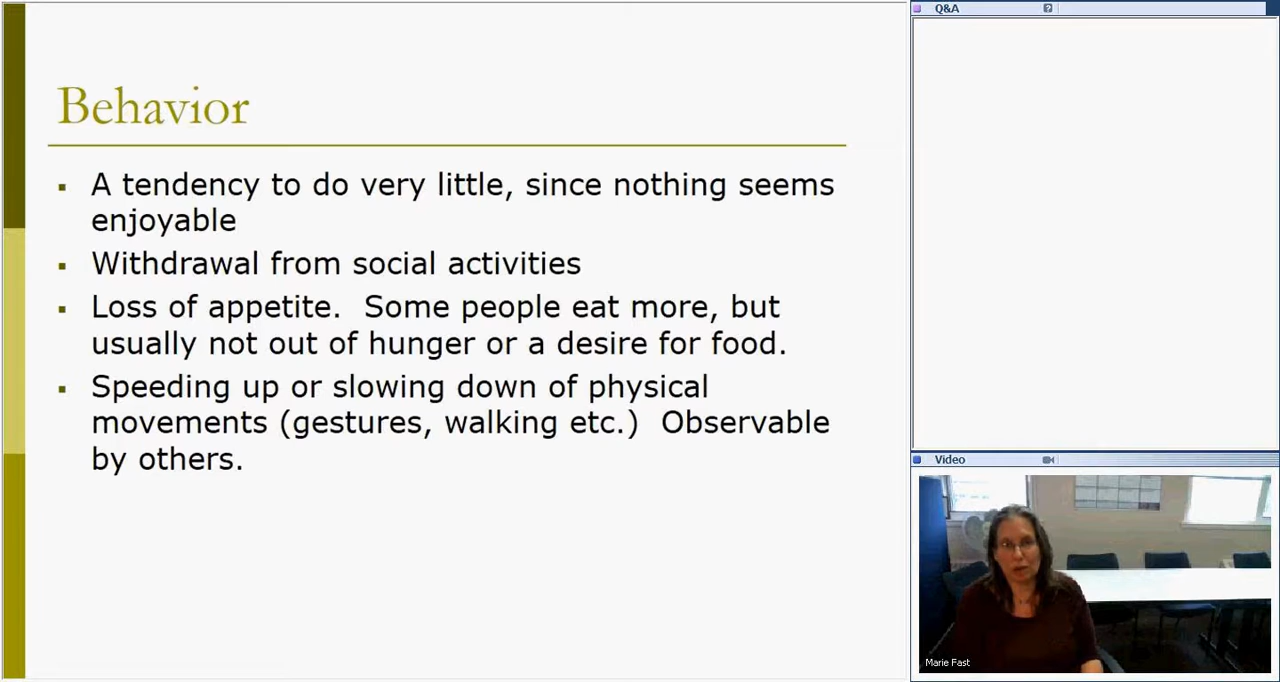 Behavior
▪ A tendency to do very little, since nothing seems
enjoyable
▪ Withdrawal from social activities
▪ Loss of appetite.  Some people eat more, but
usually not out of hunger or a desire for food.
▪ Speeding up or slowing down of physical
movements (gestures, walking etc.)  Observable
by others.
Q&A
?
Video
Marie Fast